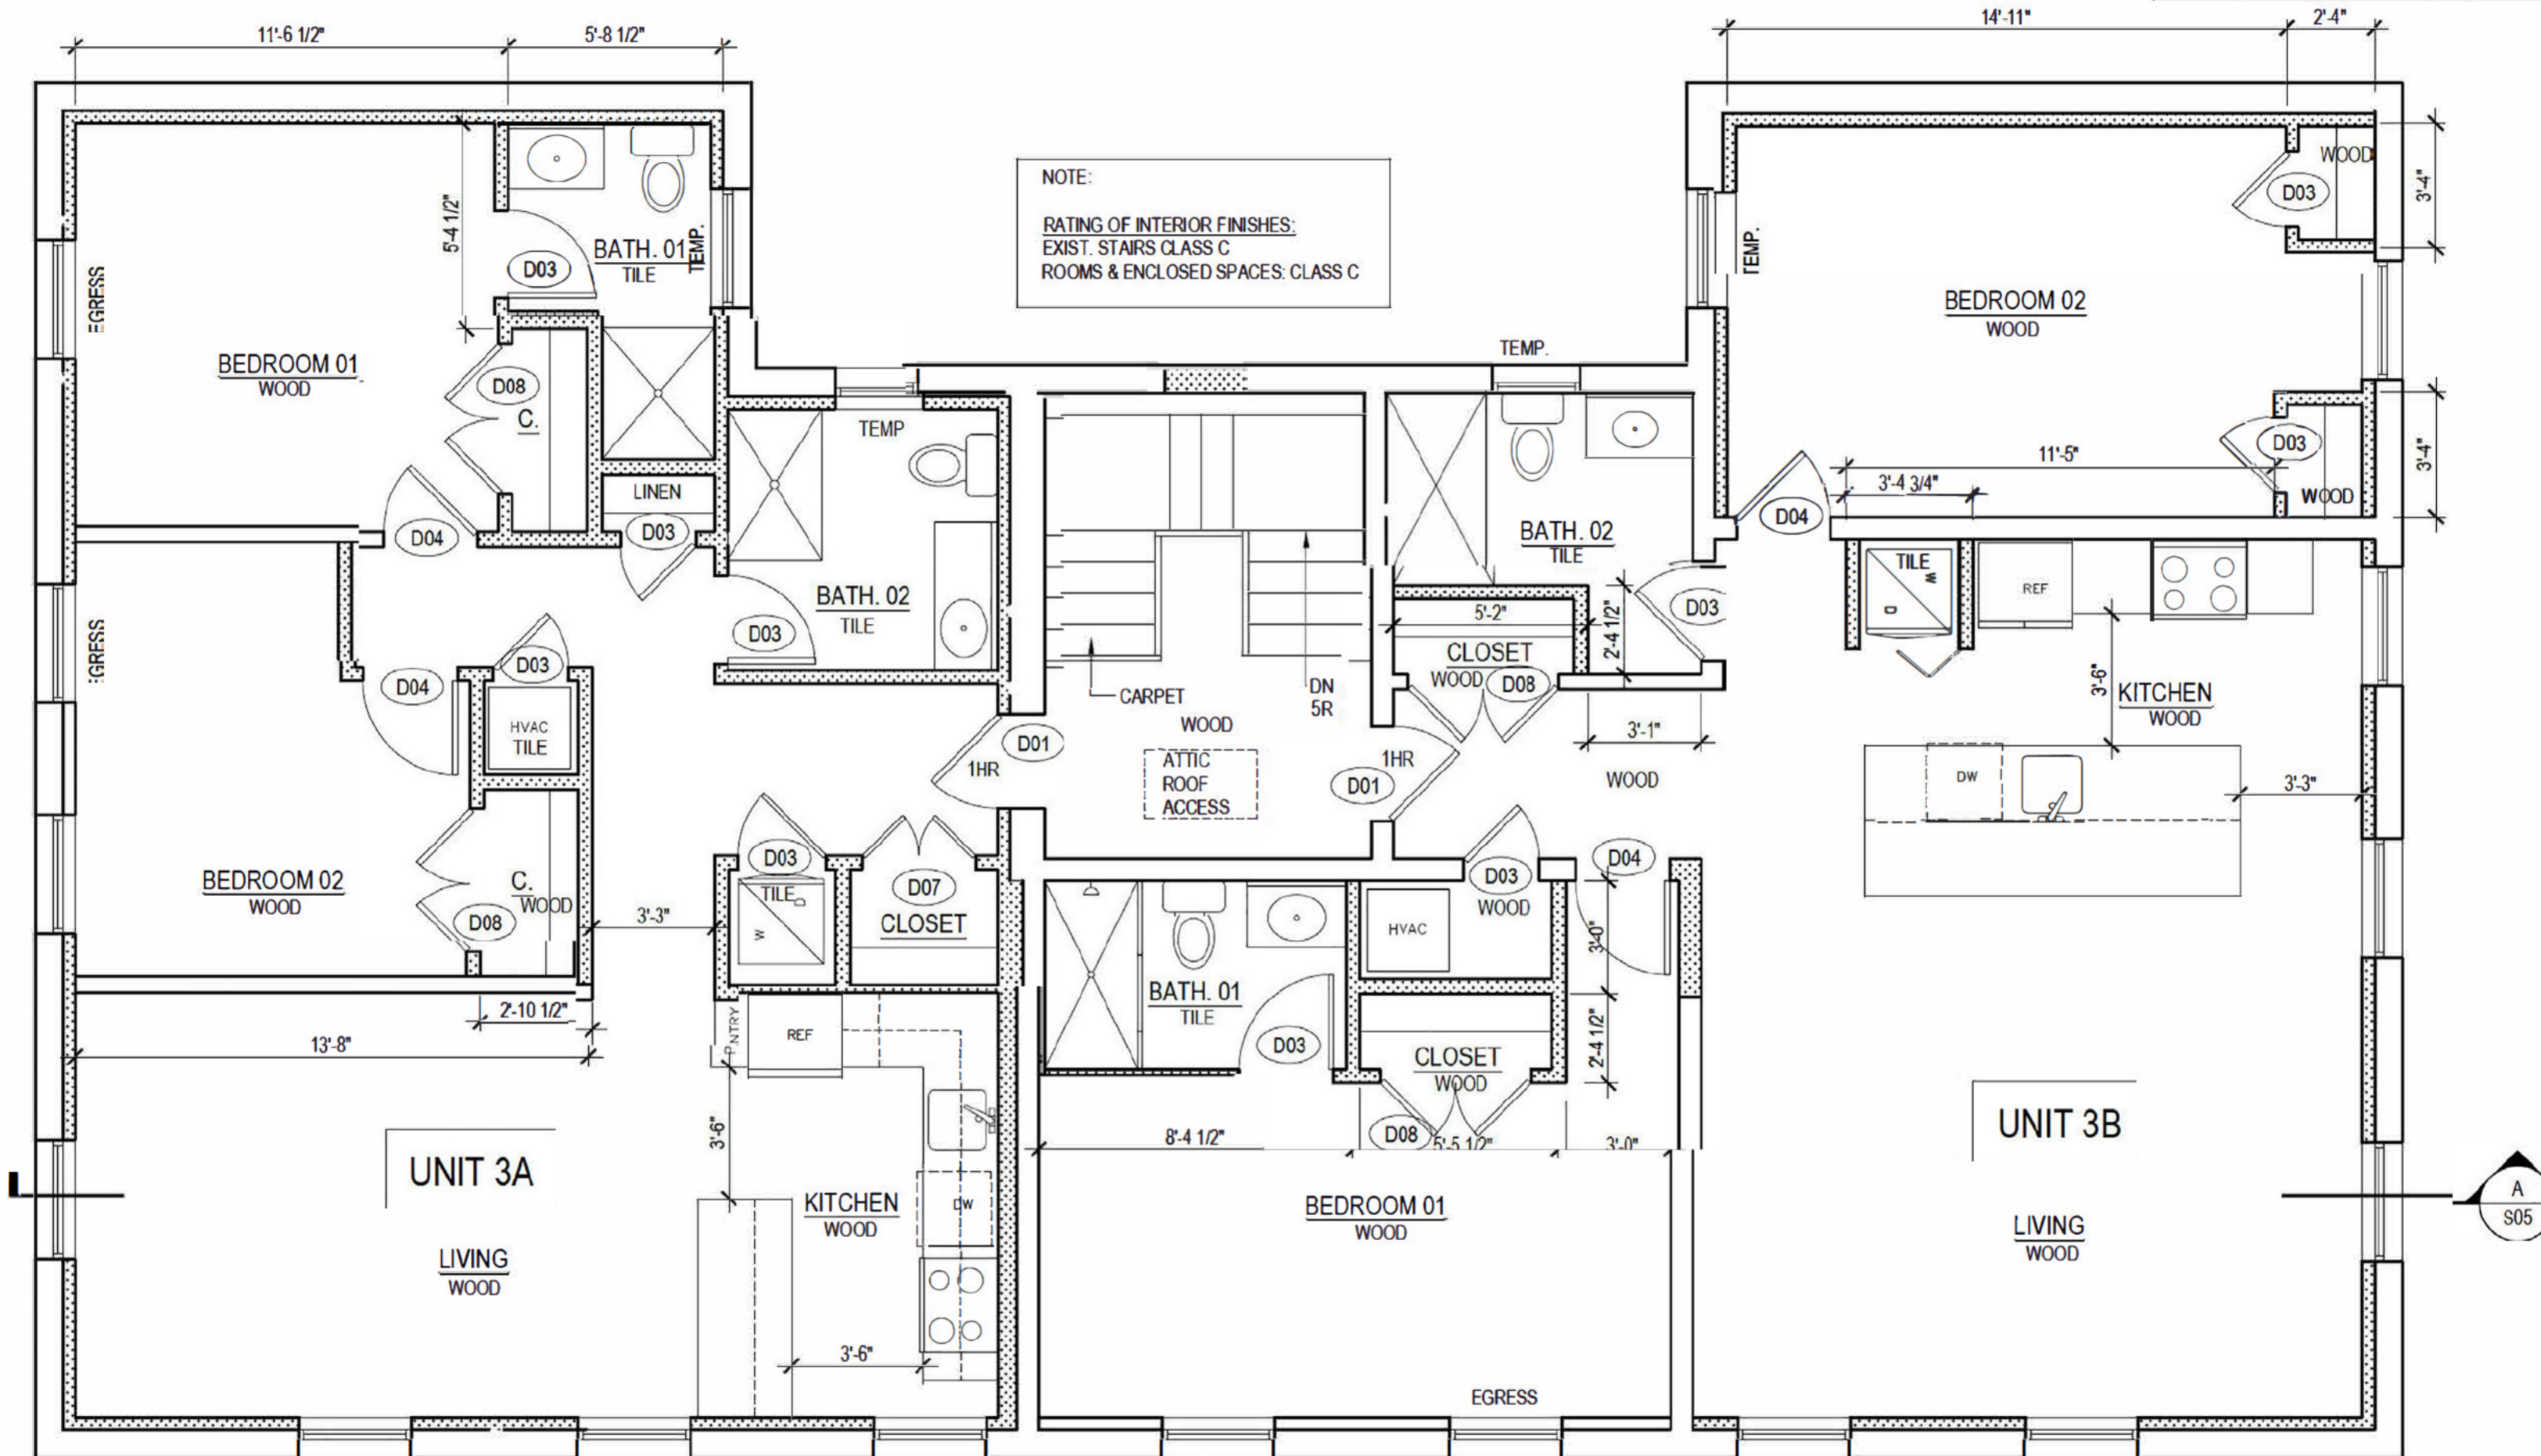 11'-6 1/2"
5'-8 1/2"
14'-11"
2'-4"
NOTE:
RATING OF INTERIOR FINISHES:
EXIST. STAIRS CLASS C
ROOMS & ENCLOSED SPACES: CLASS C
5'-4 1/2"
EGRESS
BEDROOM 01
WOOD
D03
BATH. 01
TILE
TEMP.
D08
C.
D04
LINEN
D03
TEMP
BATH. 02
TILE
D03
EGRESS
D04
D03
HVAC
TILE
BEDROOM 02
WOOD
C.
WOOD
D08
3'-3"
D03
TILE
D
W
D07
CLOSET
D01
1HR
2'-10 1/2"
13'-8"
REF
3'-6"
UNIT 3A
LIVING
WOOD
KITCHEN
WOOD
DW
3'-6"
CARPET
WOOD
DN
5R
ATTIC
ROOF
ACCESS
1HR
D01
TEMP.
BATH. 02
TILE
D03
5'-2"
2'-4 1/2"
CLOSET
WOOD
D08
3'-1"
WOOD
D03
WOOD
D04
HVAC
3'-0"
BATH. 01
TILE
D03
CLOSET
WOOD
2'-4 1/2"
D08
8'-4 1/2"
5'-5 1/2"
3'-0"
BEDROOM 01
WOOD
EGRESS
TEMP.
BEDROOM 02
WOOD
WOOD
D03
3'-4"
D03
WOOD
3'-4"
11'-5"
3'-4 3/4"
D04
TILE
W
D
REF
3'-6"
KITCHEN
WOOD
DW
3'-3"
UNIT 3B
LIVING
WOOD
A
S05